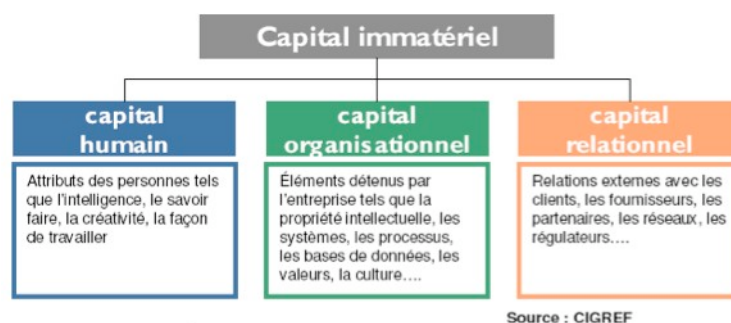 Capital immatériel
capital
humain
Attributs des personnes tels
que l'intelligence, le savoir
faire, la créativité, la façon
de travailler
capital
organisationnel
Éléments détenus par
l'entreprise tels que la
propriété intellectuelle, les
systèmes, les processus,
les bases de données, les
valeurs, la culture....
capital
relationnel
Relations externes avec les
clients, les fournisseurs, les
partenaires, les réseaux, les
régulateurs....
Source : CIGREF